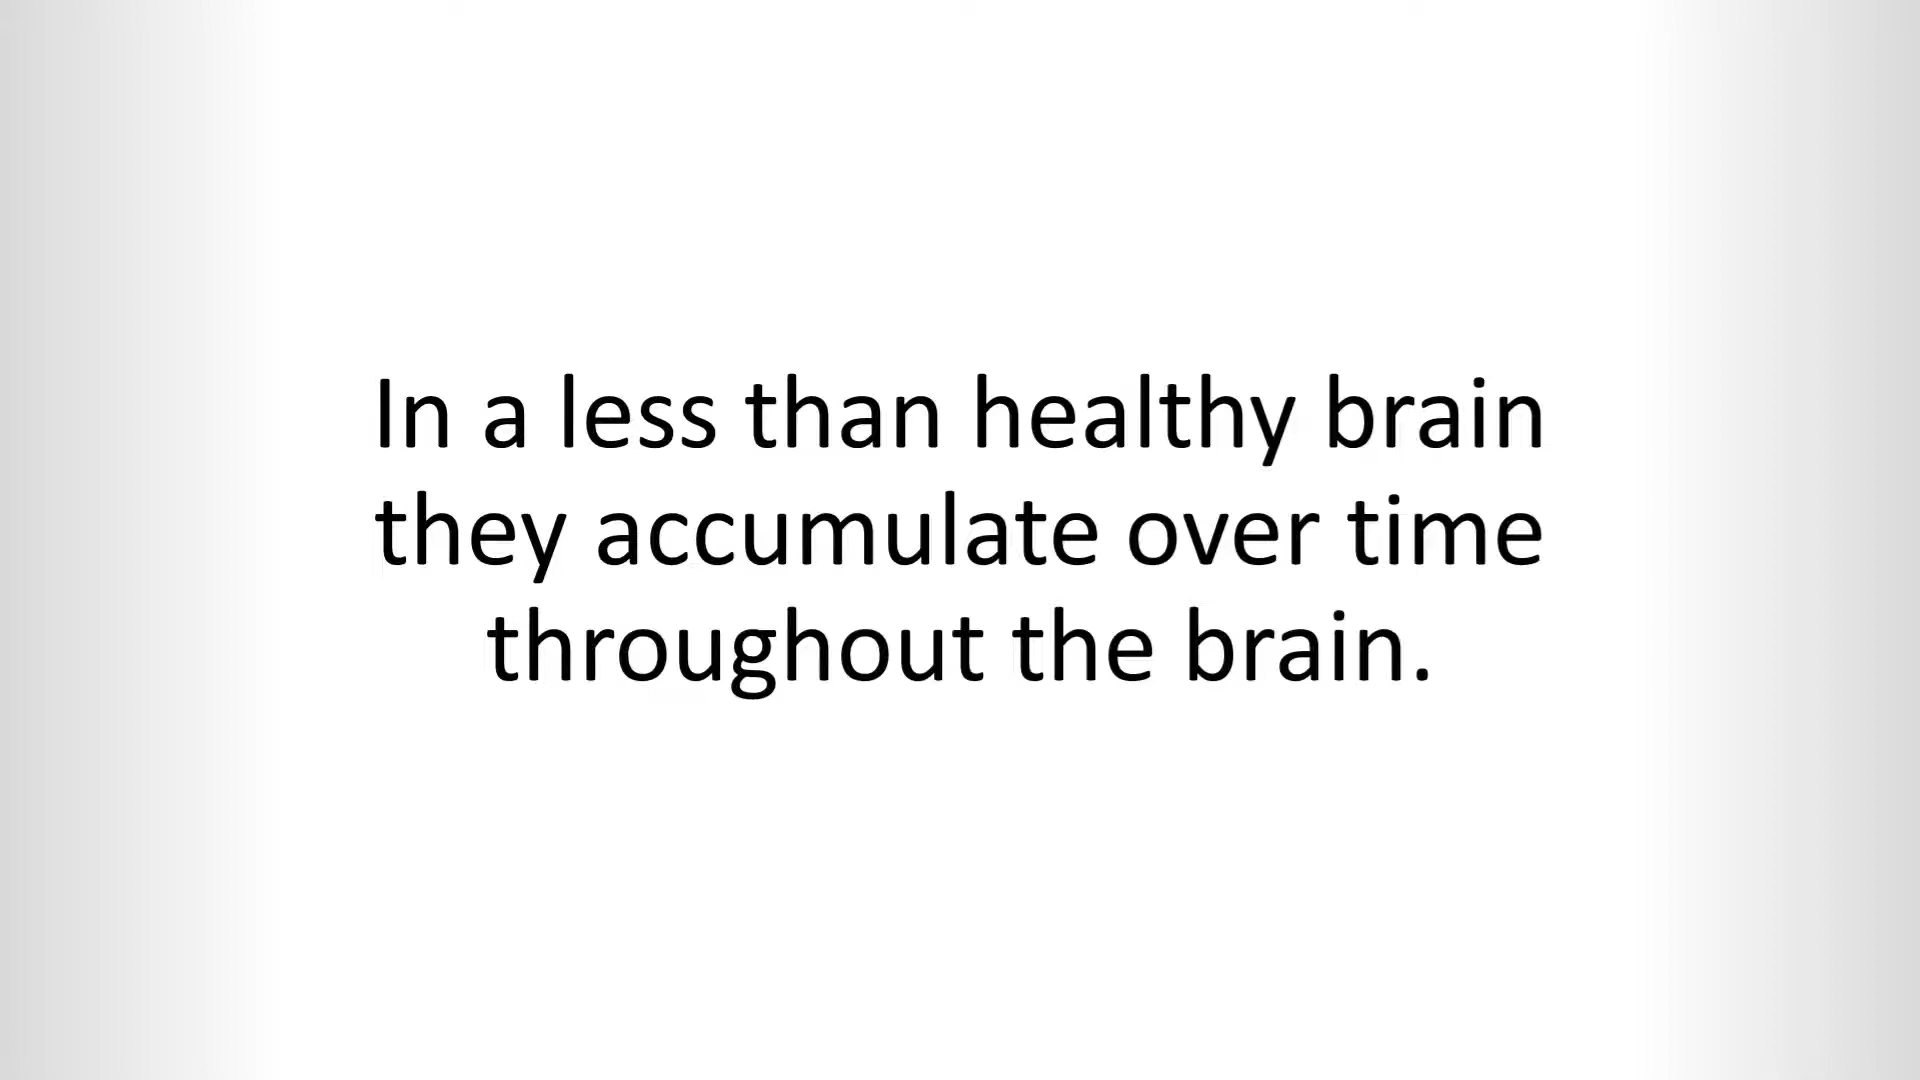 In a less than healthy brain
they accumulate over time
throughout the brain.